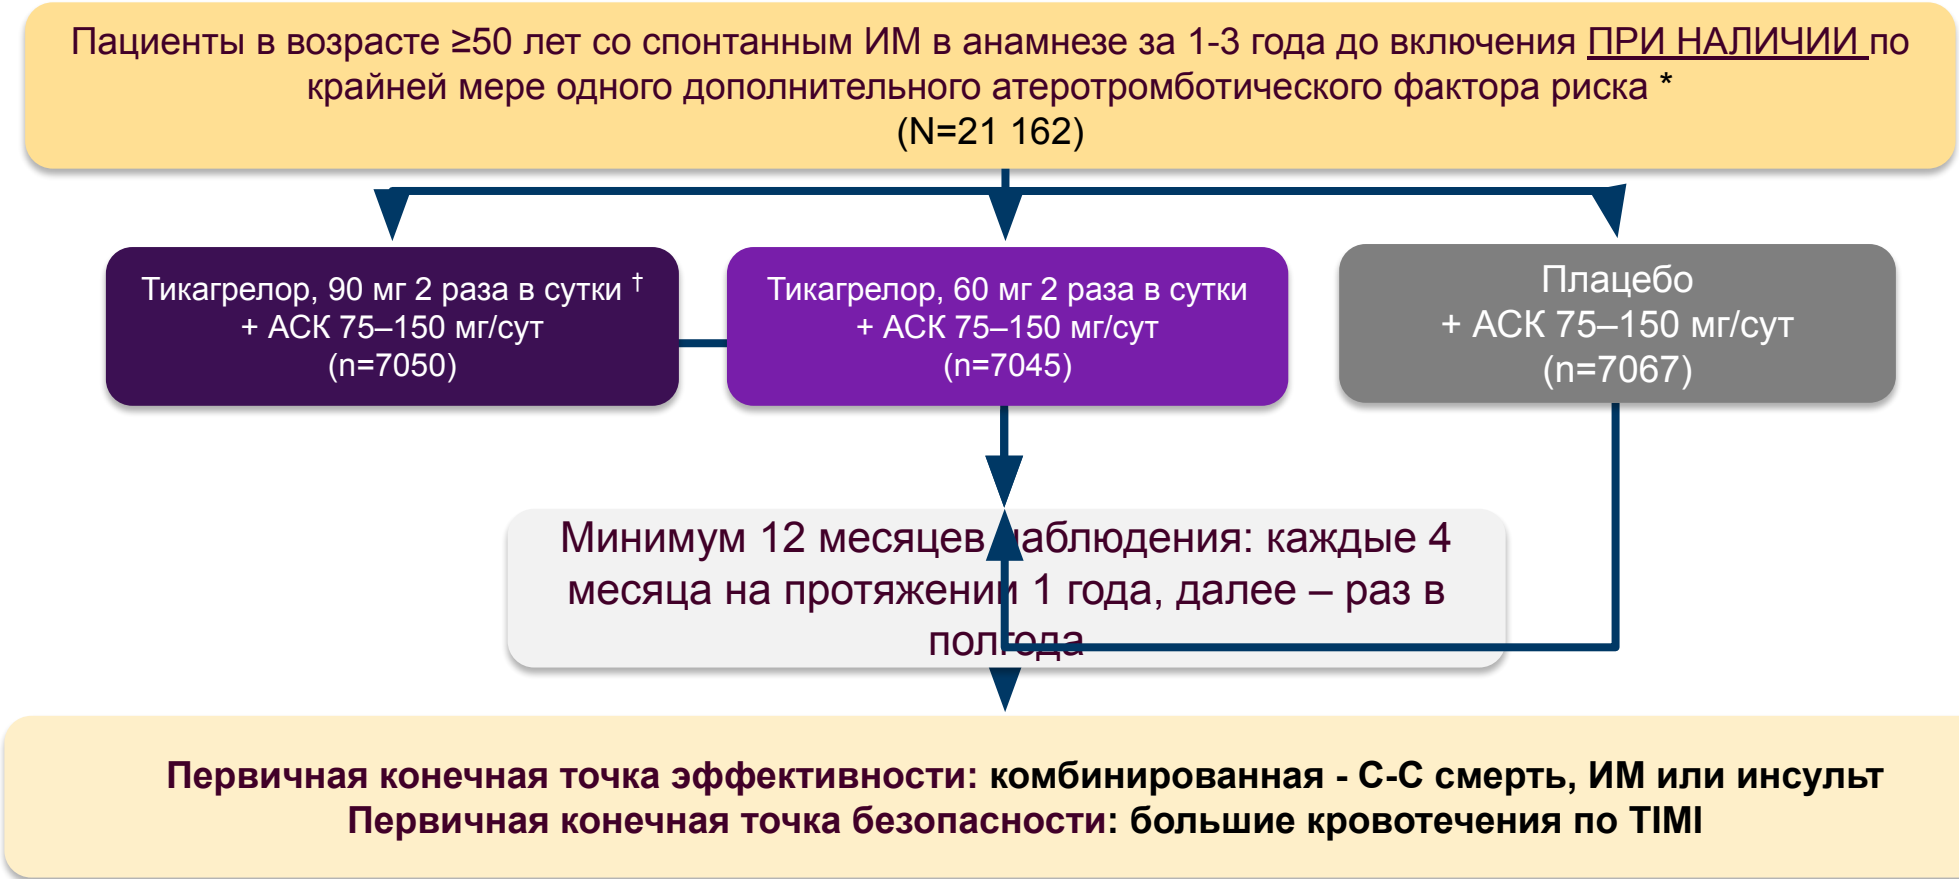 Пациенты в возрасте ≥50 лет со спонтанным ИМ в анамнезе за 1-3 года до включения ПРИ НАЛИЧИИ по
крайней мере одного дополнительного атеротромботического фактора риска *
(N=21 162)
Тикагрелор, 90 мг 2 раза в сутки †
+ АСК 75–150 мг/сут
(n=7050)
Тикагрелор, 60 мг 2 раза в сутки
+ АСК 75–150 мг/сут
(n=7045)
Плацебо
+ АСК 75–150 мг/сут
(n=7067)
Минимум 12 месяцев наблюдения: каждые 4
месяца на протяжении 1 года, далее – раз в
полгода
Первичная конечная точка эффективности: комбинированная - С-С смерть, ИМ или инсульт
Первичная конечная точка безопасности: большие кровотечения по TIMI